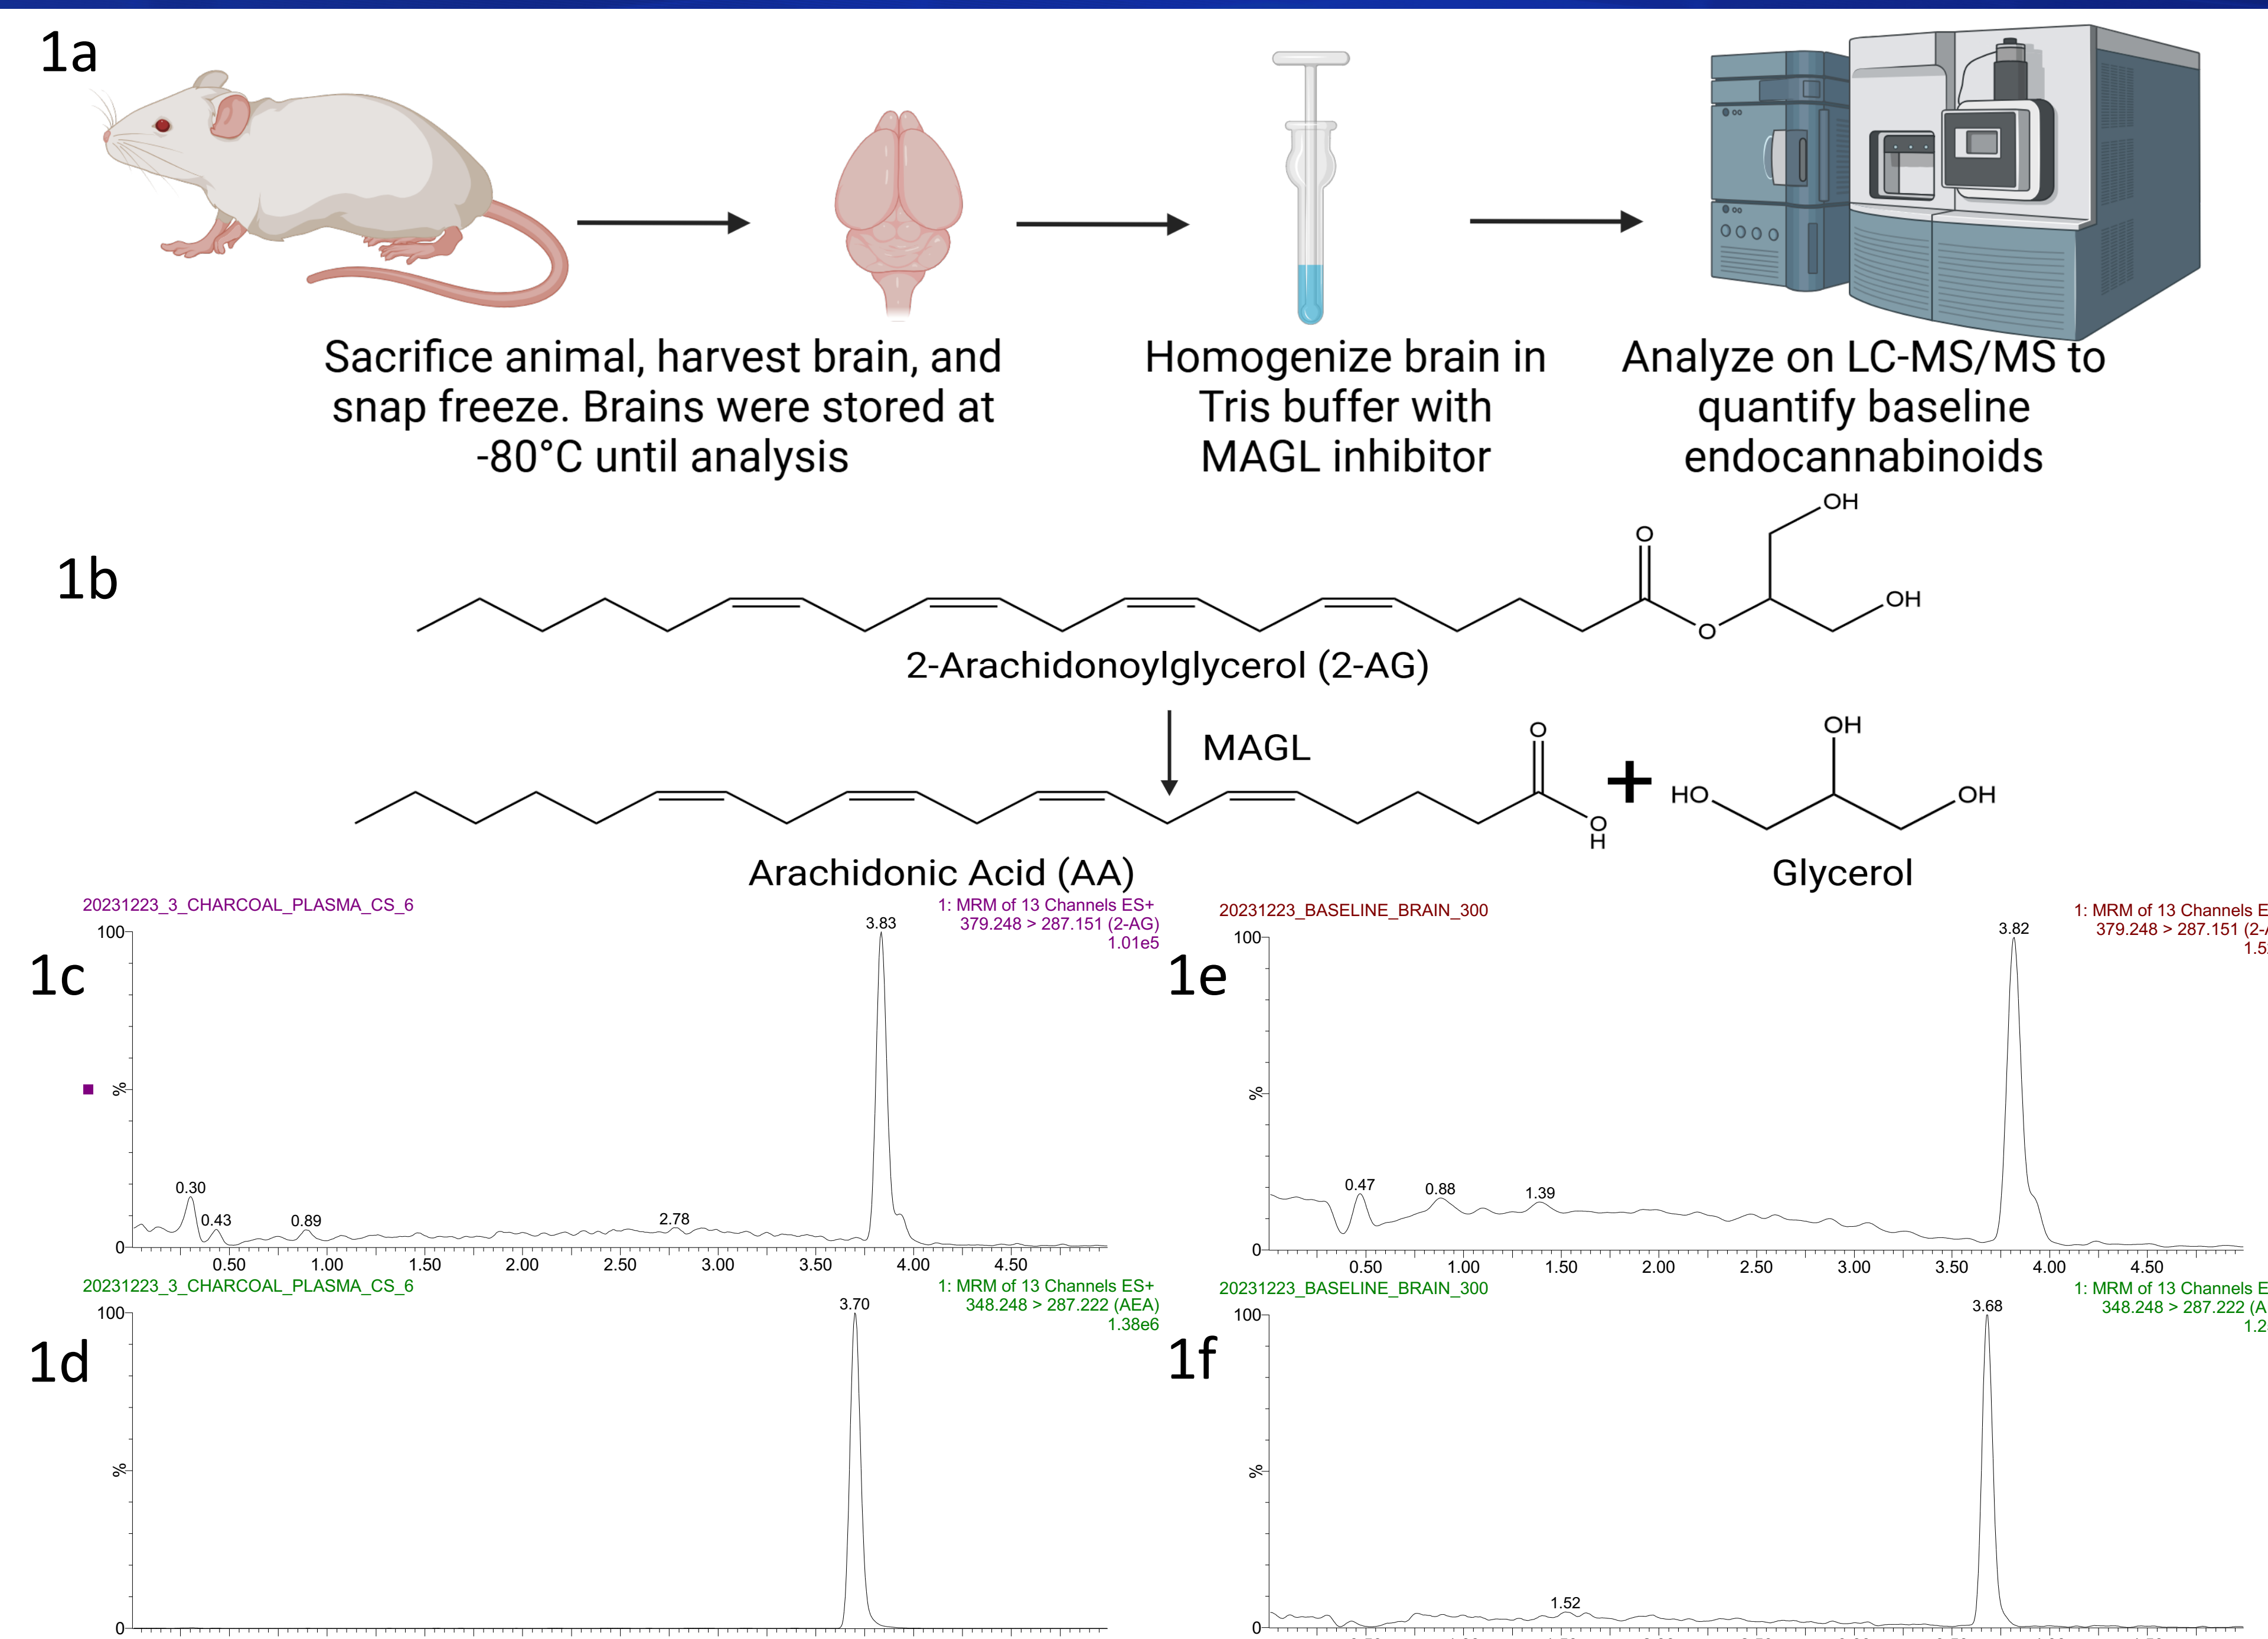 1a
Sacrifice animal, harvest brain, and
snap freeze. Brains were stored at
-80°C until analysis
Homogenize brain in
Tris buffer with
MAGL inhibitor
Analyze on LC-MS/MS to
quantify baseline
endocannabinoids
1b
O
OH
OH
O
2-Arachidonoylglycerol (2-AG)
MAGL
O
O
H
+
OH
HO
OH
Arachidonic Acid (AA)
Glycerol
1c
20231223_3_CHARCOAL_PLASMA_CS_6
1: MRM of 13 Channels ES+
379.248 > 287.151 (2-AG)
1.01e5
100
%
0
3.83
0.30
0.43
0.89
2.78
0.50 1.00 1.50 2.00 2.50 3.00 3.50 4.00 4.50
1e
20231223_BASELINE_BRAIN_300
1: MRM of 13 Channels E
379.248 > 287.151 (2-
1.5
100
%
0
3.82
0.47
0.88
1.39
0.50 1.00 1.50 2.00 2.50 3.00 3.50 4.00 4.50
1d
20231223_3_CHARCOAL_PLASMA_CS_6
1: MRM of 13 Channels ES+
348.248 > 287.222 (AEA)
1.38e6
100
%
0
3.70
1f
20231223_BASELINE_BRAIN_300
1: MRM of 13 Channels E
348.248 > 287.222 (A
1.2
100
%
0
3.68
1.52